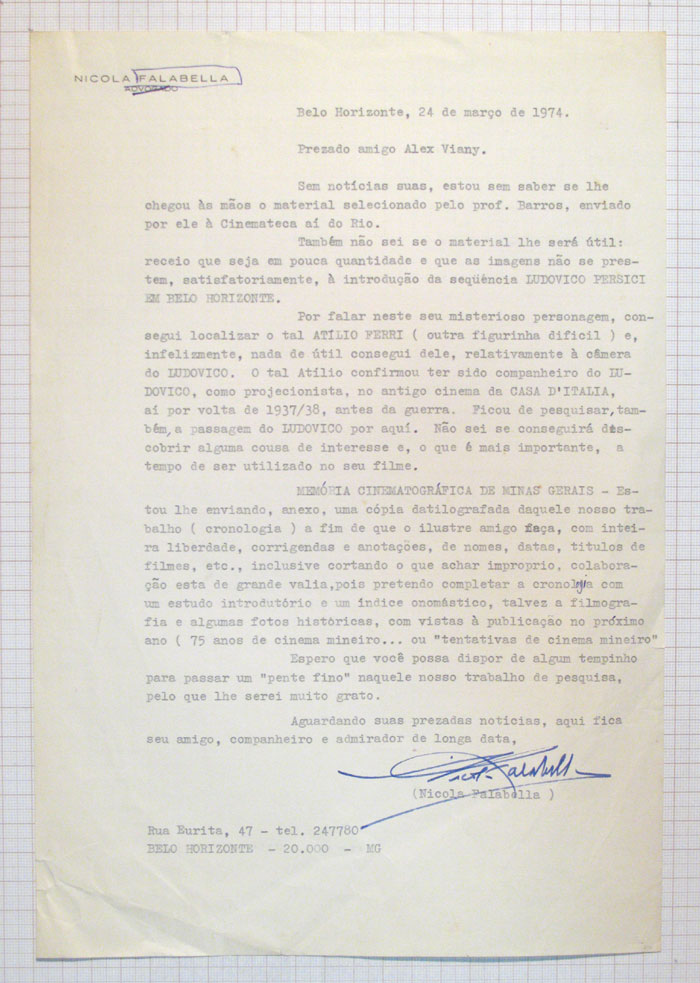 NICOLA FALABELLA
ADVOGADO
Belo Horizonte, 24 de março de 1974.
Prezado amigo Alex Viany.
Sem notícias suas, estou sem saber se lhe
chegou às mãos o material selecionado pelo prof. Barros, enviado
por ele à Cinemateca aí do Rio.
Também não sei se o material lhe será útil:
receio que seja em pouca quantidade e que as imagens não se pres-
tem, satisfatoriamente, à introdução da seqüência LUDOVICO PERSICI
EM BELO HORIZONTE.
Por falar neste seu misterioso personagem, con-
segui localizar o tal ATÍLIO FERRI ( outra figurinha difícil ) e,
infelizmente, nada de útil consegui dele, relativamente à câmera
do LUDOVICO. O tal Atílio confirmou ter sido companheiro do LU-
DOVICO, como projecionista, no antigo cinema da CASA D'ITALIA,
aí por volta de 1937/38, antes da guerra. Ficou de pesquisar,tam-
bém,a passagem do LUDOVICO por aquí. Não sei se conseguirá des-
cobrir alguma cousa de interesse e, o que é mais importante, a
tempo de ser utilizado no seu filme.
MEMÓRIA CINEMATOGRÁFICA DE MINAS GERAIS - Es-
tou lhe enviando, anexo, uma cópia datilografada daquele nosso tra-
balho ( cronologia ) a fim de que o ilustre amigo faça, com intei-
ra liberdade, corrigendas e anotações, de nomes, datas, títulos de
filmes, etc., inclusive cortando o que achar improprio, colabora-
ção esta de grande valia,pois pretendo completar a cronologia com
um estudo introdutório e um índice onomástico, talvez a filmogra-
fia e algumas fotos históricas, com vistas à publicação no próximo
ano ( 75 anos de cinema mineiro... ou "tentativas de cinema mineiro"
Espero que você possa dispor de algum tempinho
para passar um "pente fino" naquele nosso trabalho de pesquisa,
pelo que lhe serei muito grato.
Aguardando suas prezadas noticias, aqui fica
seu amigo, companheiro e admirador de longa data,
Nicola Falabella
(Nicola Falabella )
Rua Eurita, 47 - tel. 247780
BELO HORIZONTE - 20.000 - MG